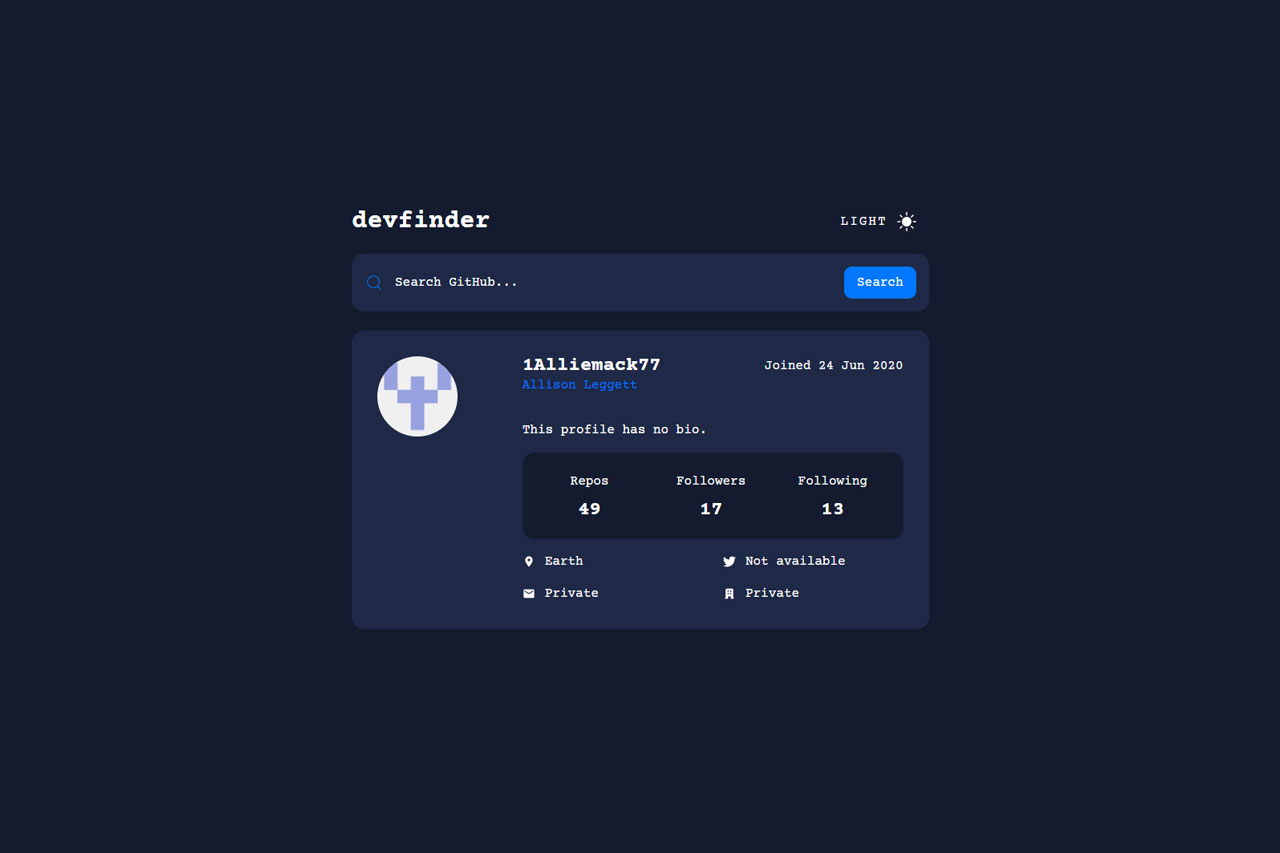 devfinder
LIGHT
Search GitHub...
Search
1Alliemack77
Joined 24 Jun 2020
Allison Leggett
This profile has no bio.
Repos Followers Following
49 17 13
Earth
Not available
Private
Private